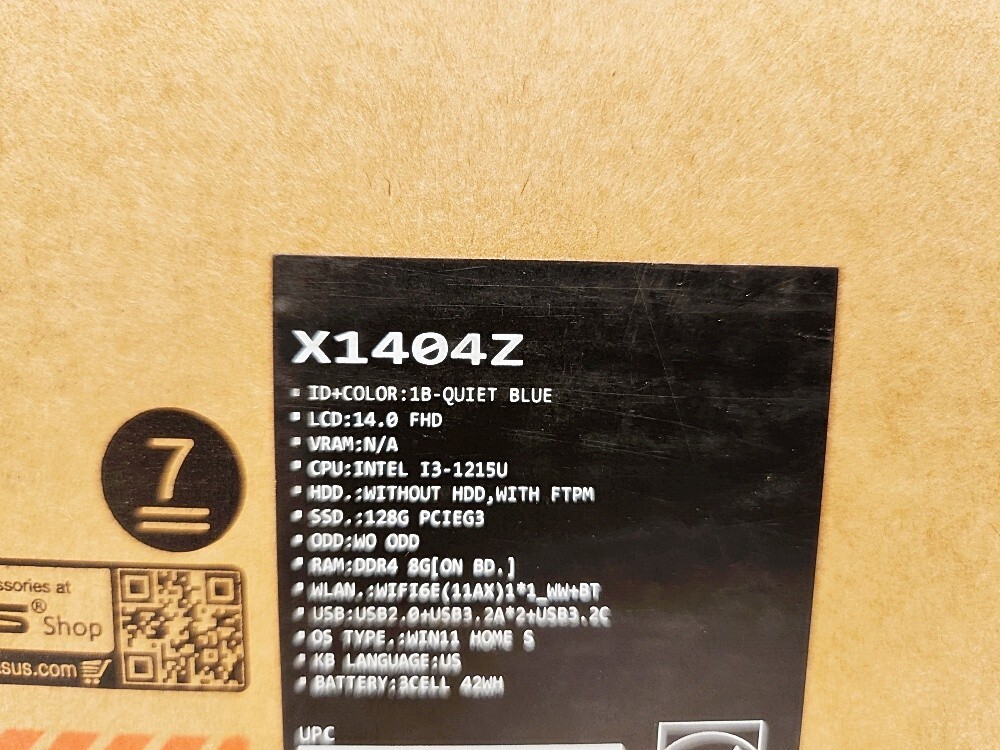 X1404Z
ID+COLOR:1B-QUIET BLUE
LCD:14.0 FHD
VRAM:N/A
CPU:INTEL I3-1215U
HDD.:WITHOUT HDD,WITH FTPM
SSD.:128G PCIEG3
ODD:WO ODD
RAM:DDR4 8G[ON BD.]
WLAN.:WIFI6E(11AX)1*1_WW+BT
USB:USB2.0+USB3.2A*2+USB3.2C
OS TYPE.:WIN11 HOME S
KB LANGUAGE:US
BATTERY:3CELL 42WH
UPC
7
ssories at
S® Shop
sus.com